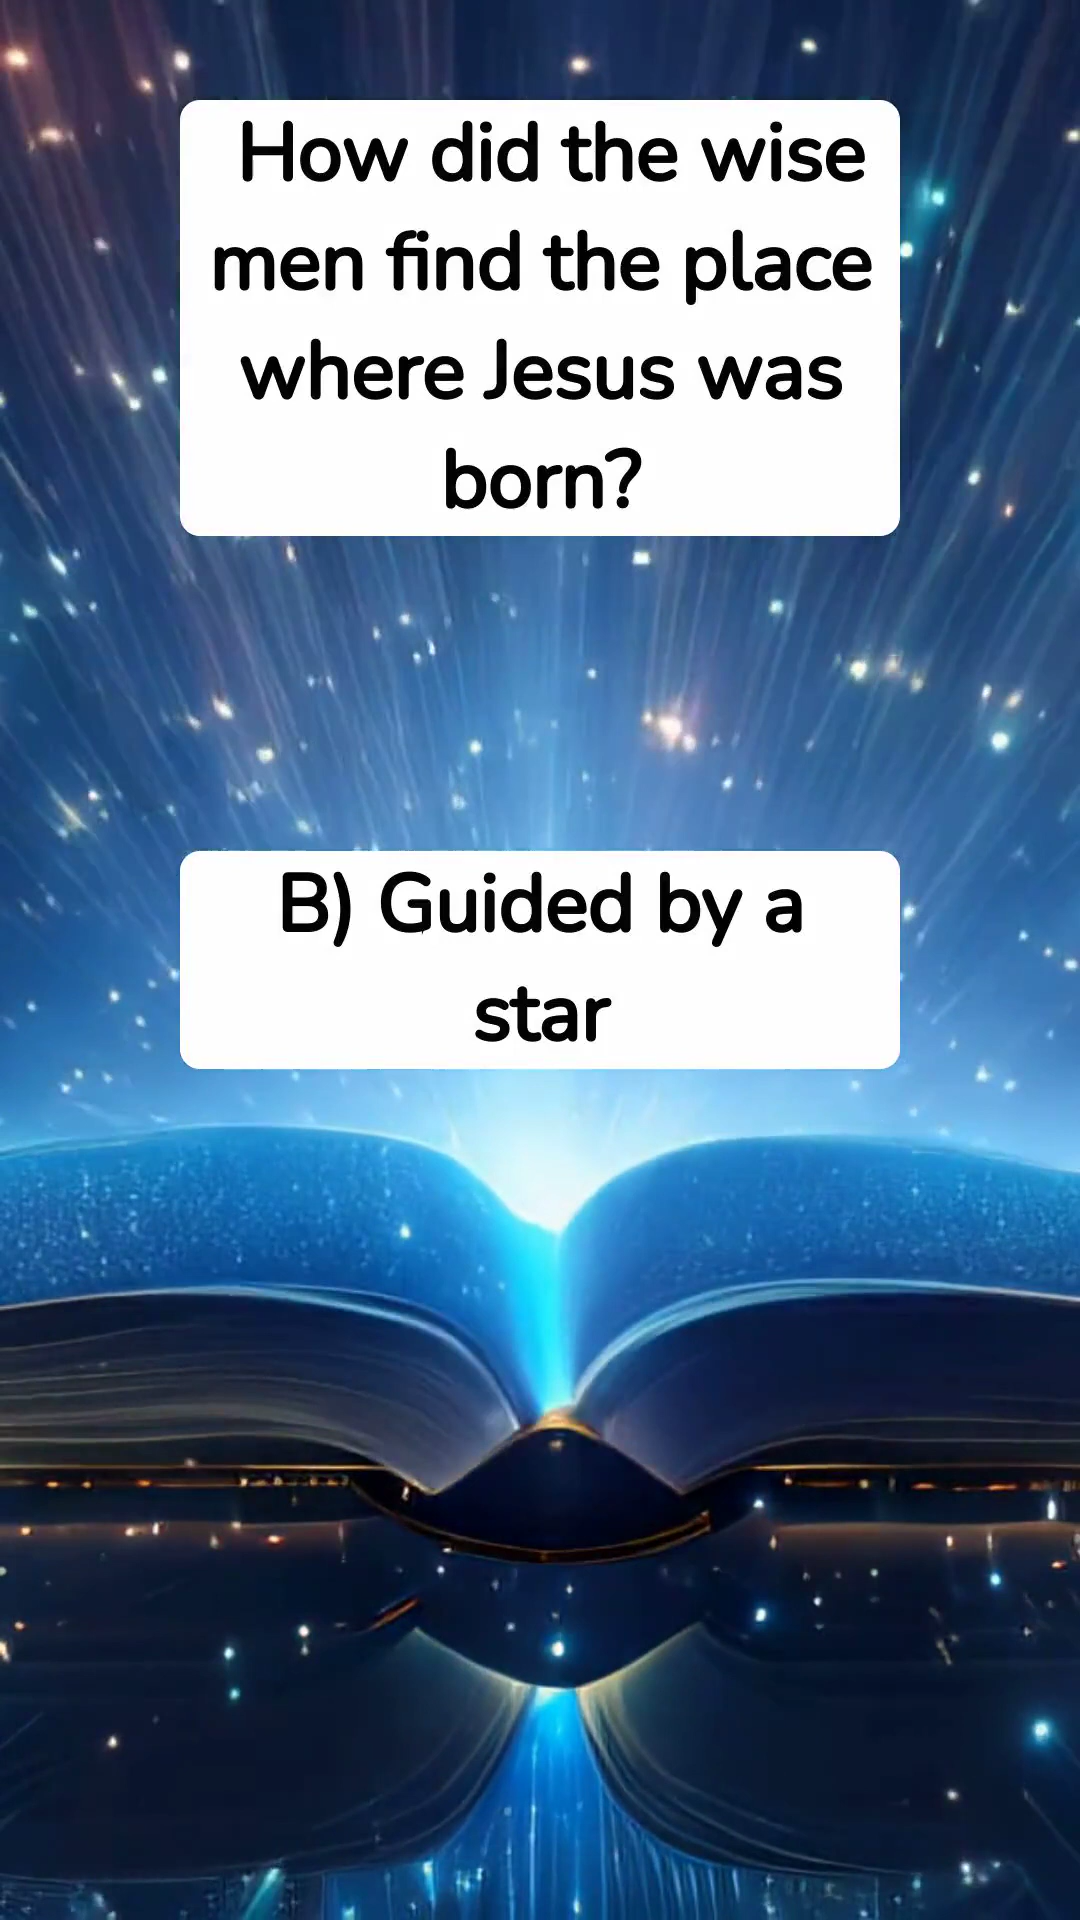 How did the wise
men find the place
where Jesus was
born?
B) Guided by a
star